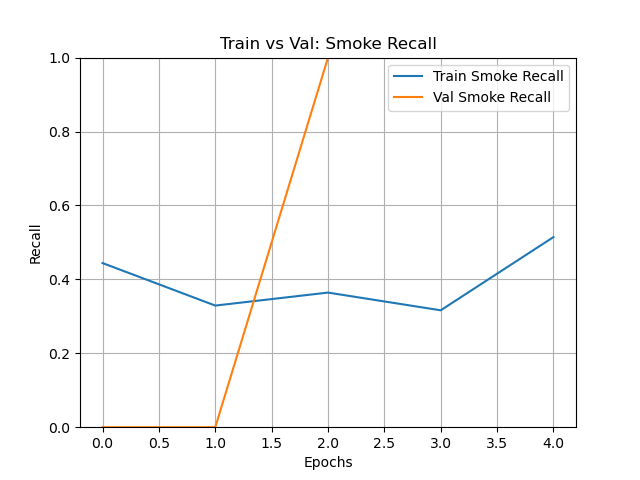 Train vs Val: Smoke Recall
1.0
0.8
0.6
0.4
0.2
0.0
Recall
Train Smoke Recall
Val Smoke Recall
0.0 0.5 1.0 1.5 2.0 2.5 3.0 3.5 4.0
Epochs